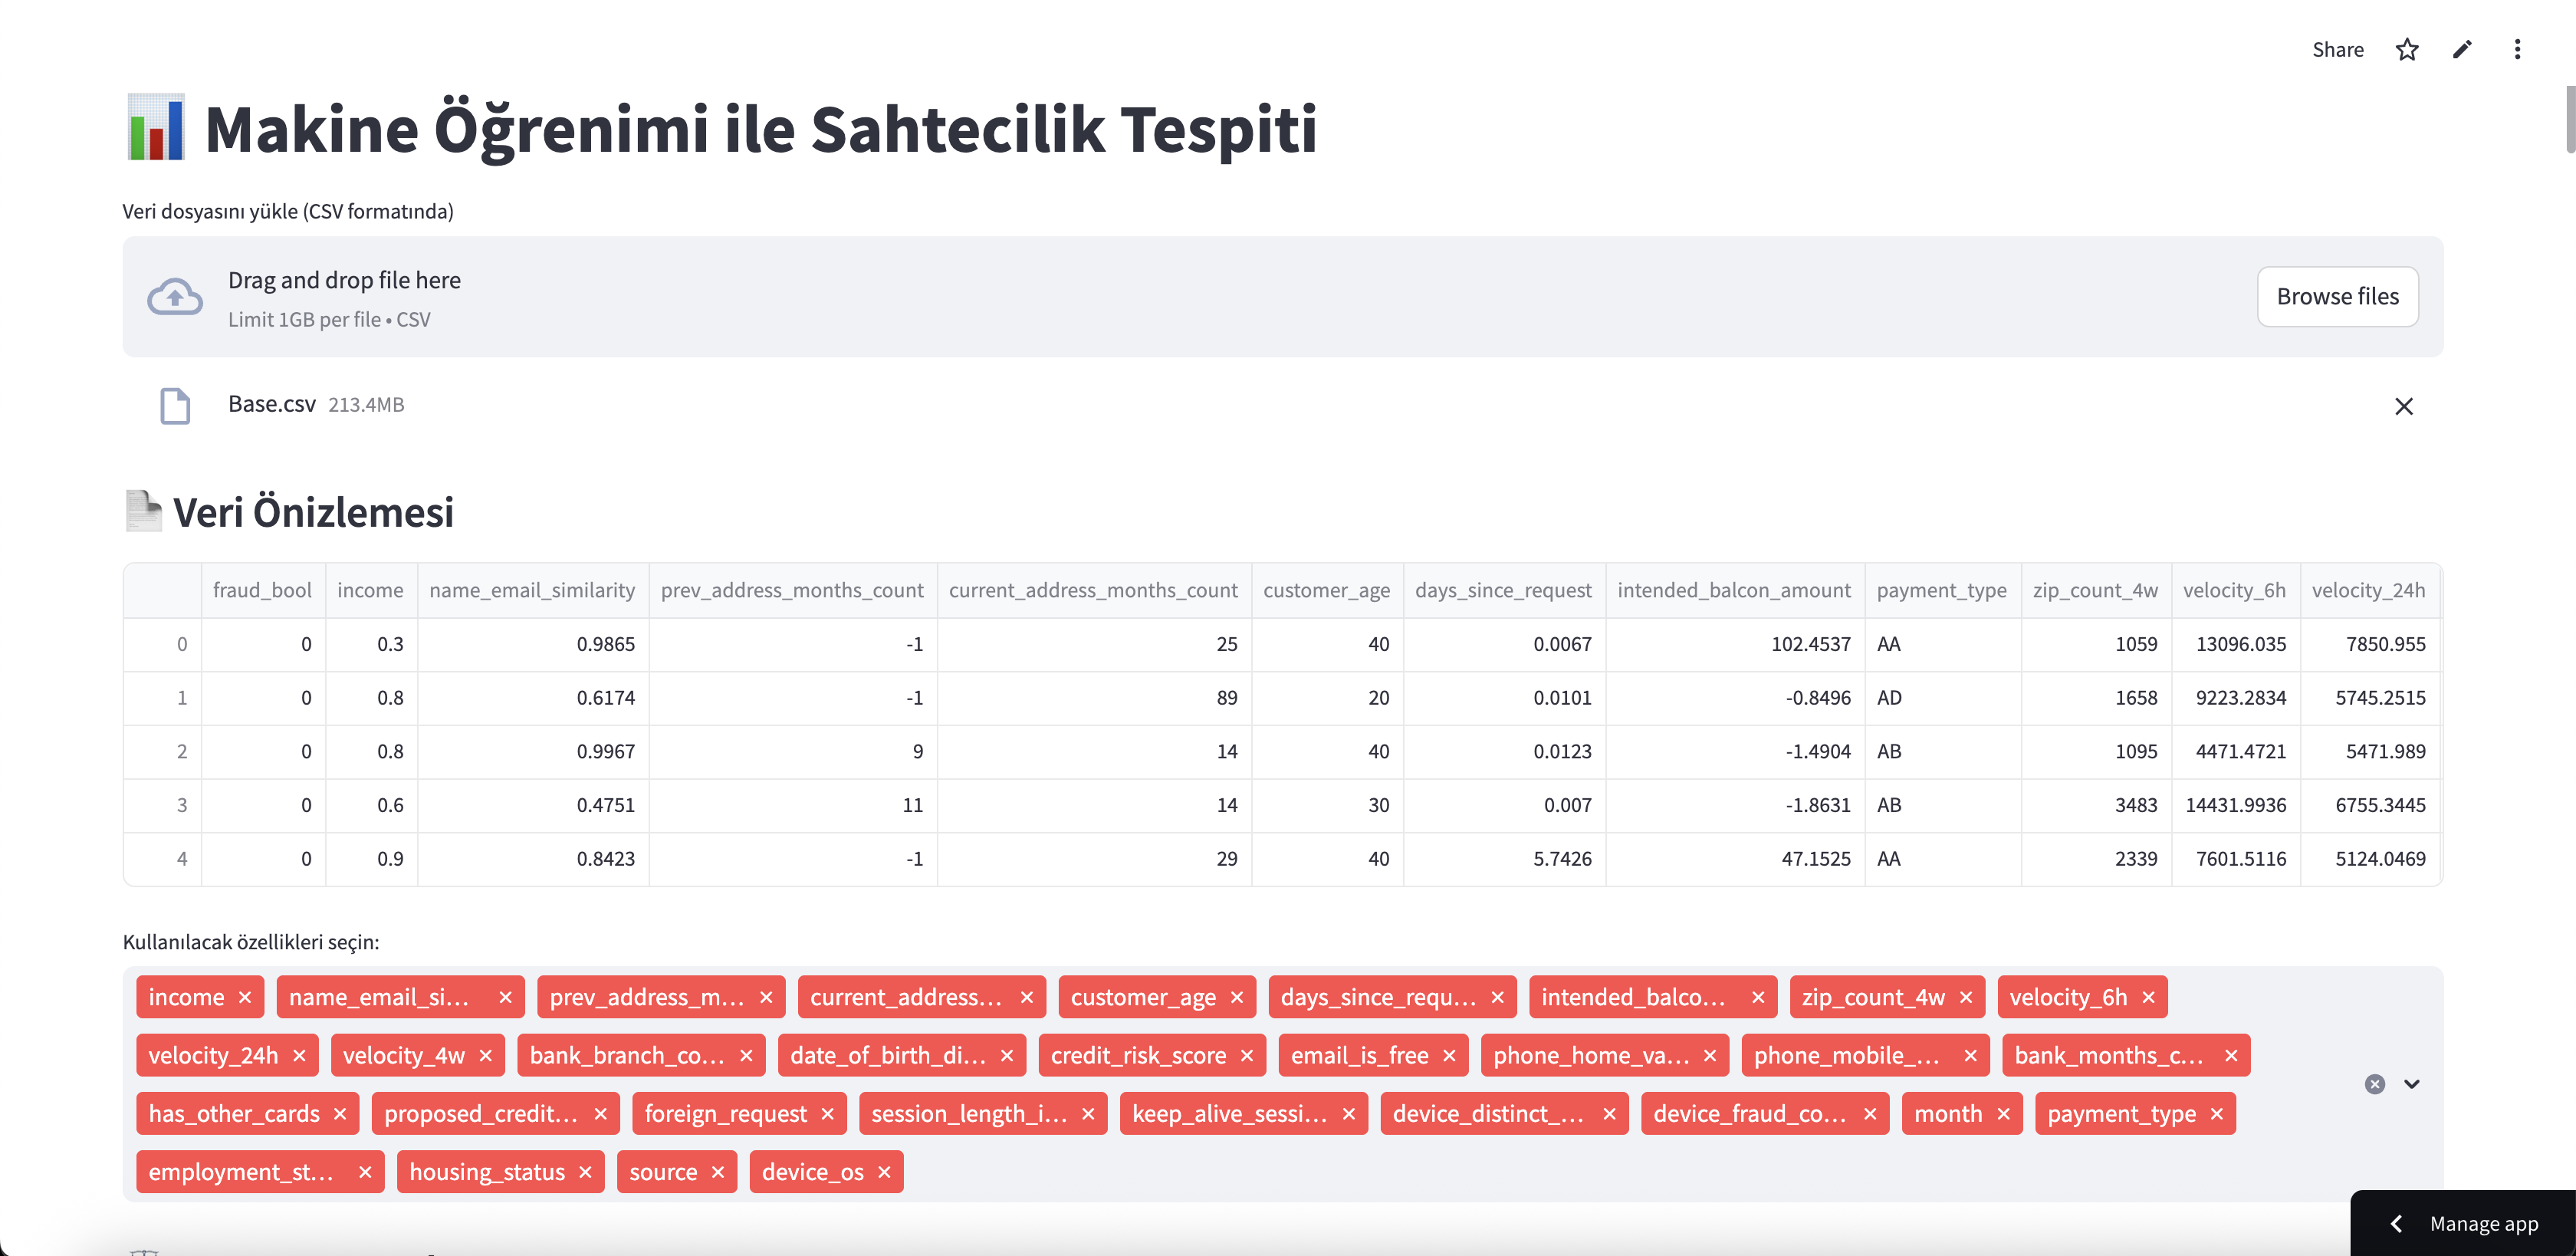 Share
Makine Öğrenimi ile Sahtecilik Tespiti
Veri dosyasını yükle (CSV formatında)
Drag and drop file here
Limit 1GB per file • CSV
Browse files
Base.csv 213.4MB
Veri Önizlemesi
fraud_bool income name_email_similarity prev_address_months_count current_address_months_count customer_age days_since_request intended_balcon_amount payment_type zip_count_4w velocity_6h velocity_24h
0 0 0.3 0.9865 -1 25 40 0.0067 102.4537 AA 1059 13096.035 7850.955
1 0 0.8 0.6174 -1 89 20 0.0101 -0.8496 AD 1658 9223.2834 5745.2515
2 0 0.8 0.9967 9 14 40 0.0123 -1.4904 AB 1095 4471.4721 5471.989
3 0 0.6 0.4751 11 14 30 0.007 -1.8631 AB 3483 14431.9936 6755.3445
4 0 0.9 0.8423 -1 29 40 5.7426 47.1525 AA 2339 7601.5116 5124.0469
Kullanılacak özellikleri seçin:
income name_email_si... prev_address_m... current_address... customer_age days_since_requ... intended_balco... zip_count_4w velocity_6h
velocity_24h velocity_4w bank_branch_co... date_of_birth_di... credit_risk_score email_is_free phone_home_va... phone_mobile_... bank_months_c...
has_other_cards proposed_credit... foreign_request session_length_i... keep_alive_sessi... device_distinct_... device_fraud_co... month payment_type
employment_st... housing_status source device_os
Manage app